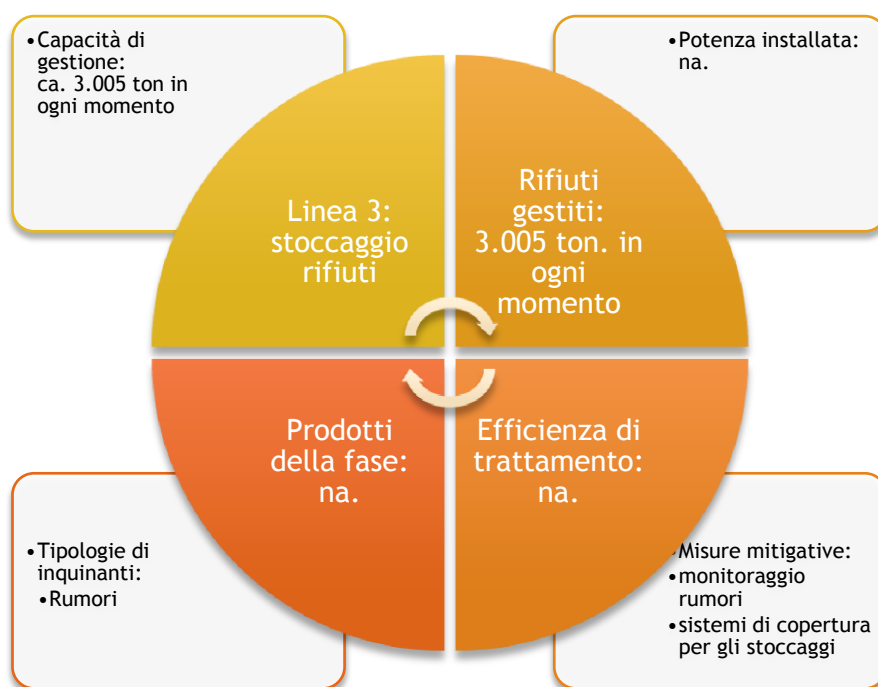 •Capacità di
gestione:
ca. 3.005 ton in
ogni momento
•Potenza installata:
na.
Linea 3:
stoccaggio
rifiuti
Rifiuti
gestiti:
3.005 ton. in
ogni
momento
Prodotti
della fase:
na.
Efficienza di
trattamento:
na.
•Tipologie di
inquinanti:
•Rumori
•Misure mitigative:
•monitoraggio
rumori
•sistemi di copertura
per gli stoccaggi